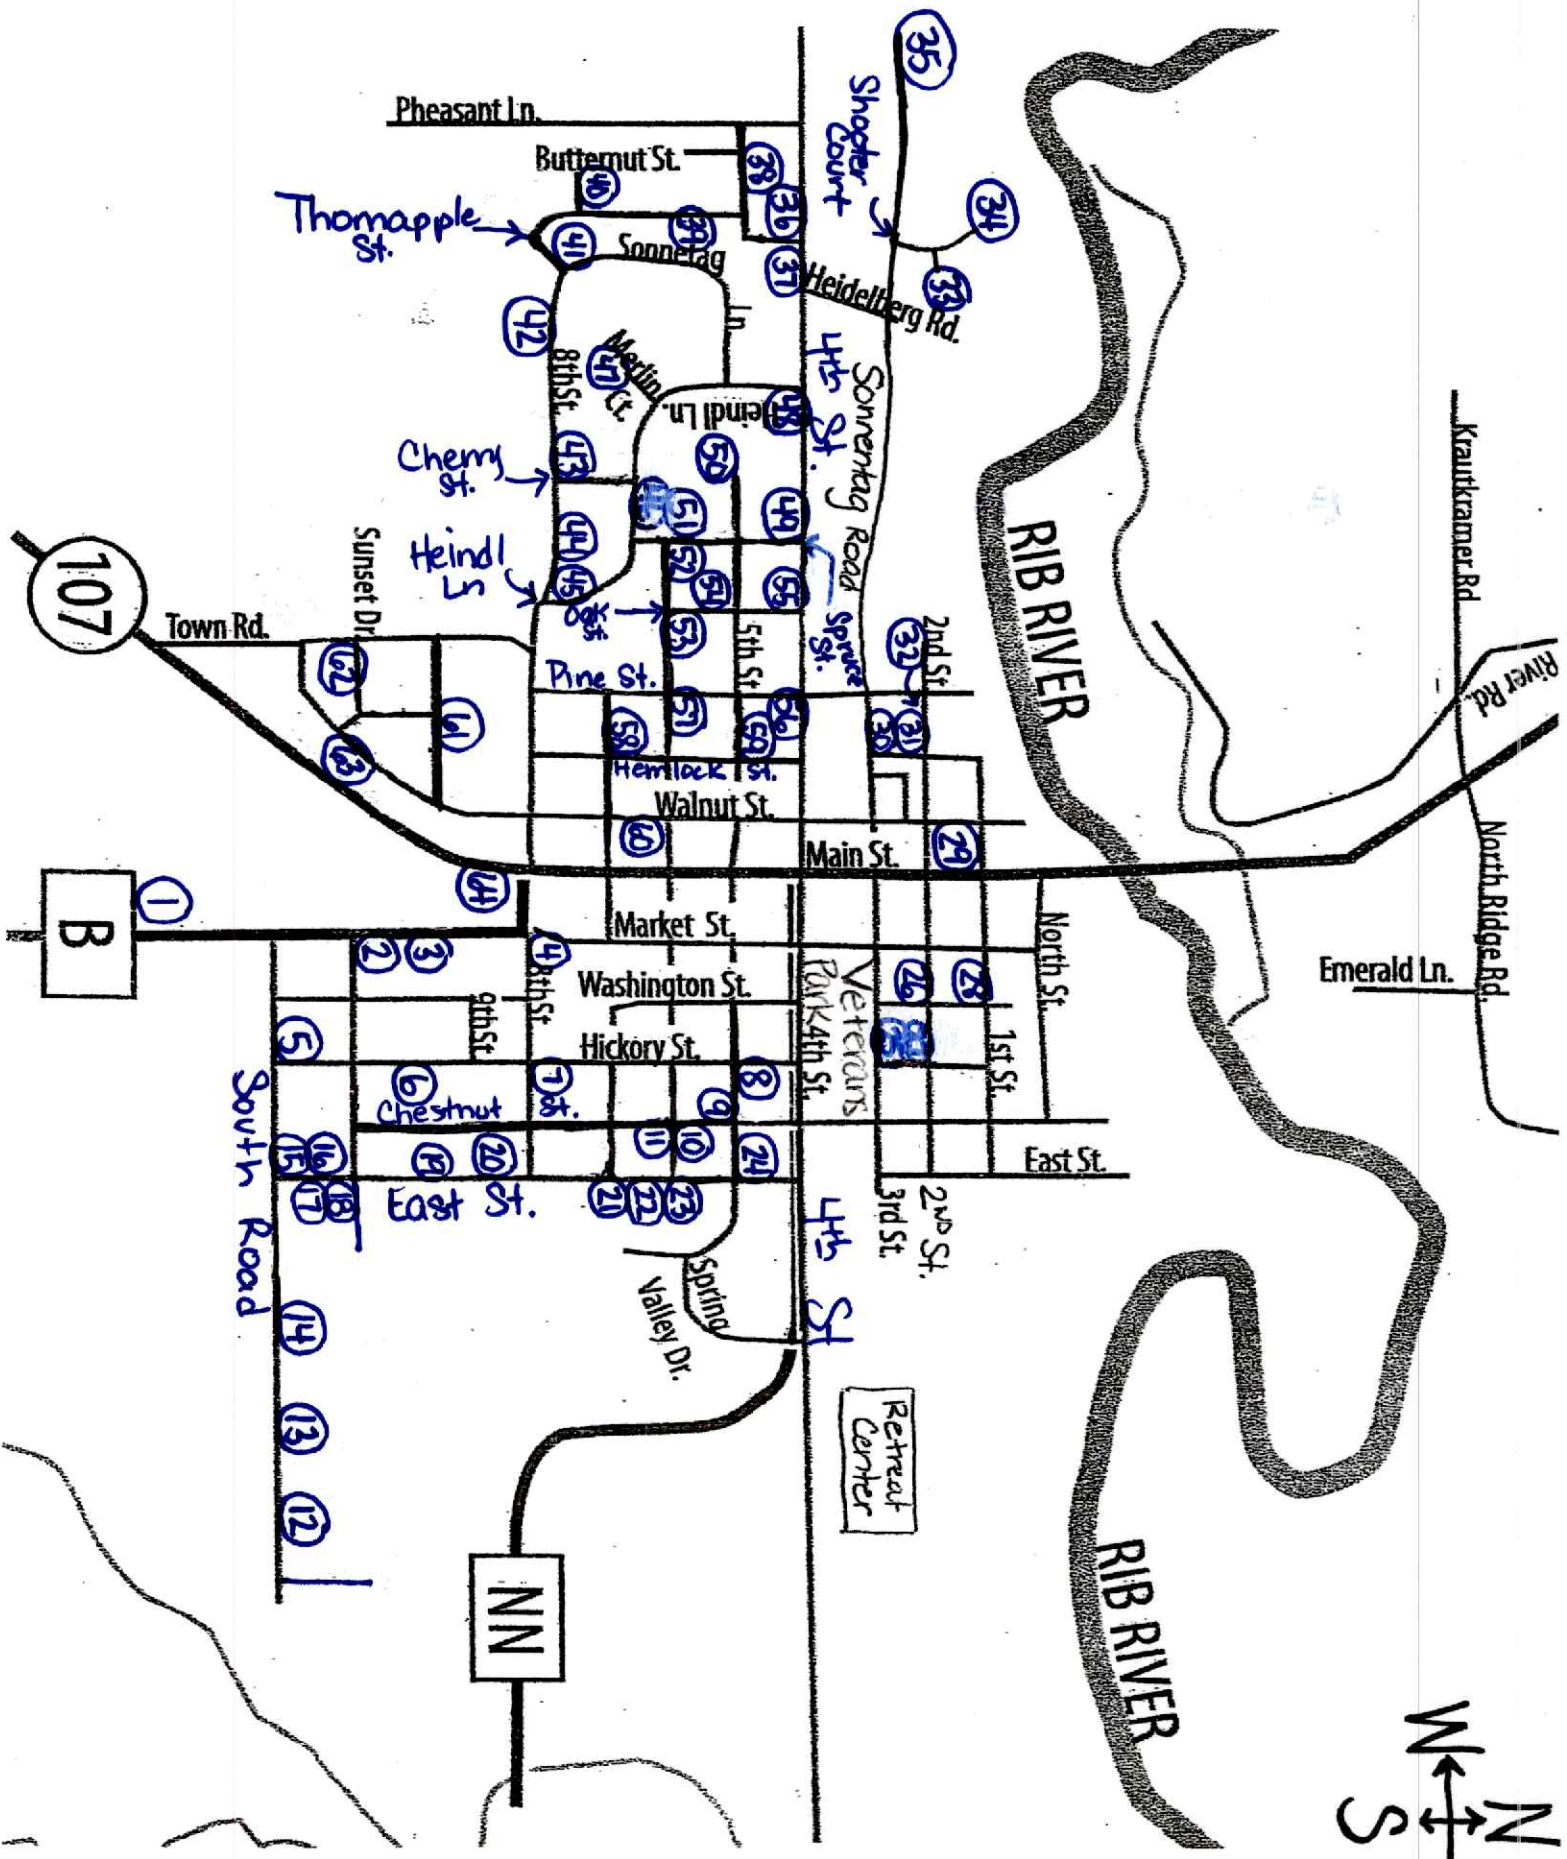 35
Shooter
Court
34
33
Pheasant Ln.
Butternut St.
38
36
40
39
Thornapple
St.
41
Sonnetag
Ln.
37
Heidelberg Rd.
42
8th St.
Merlin
Ct.
47
Heindl Ln.
48
4th St.
Sonnentag Road
RIB RIVER
Krautkramer Rd
River Rd.
Cherry
St.
43
50
51
49
44
45
Heindl
Ln
52
54
55
53
Spruce
St.
5th St
32
2nd St
107
Town Rd.
Sunset Dr.
62
63
61
Pine St.
57
56
58
59
30
31
Hemlock St.
Walnut St.
60
Main St.
29
64
North Ridge Rd.
Emerald Ln.
B
1
2
3
4
8th St
Market St.
Washington St.
Veterans
Park
4th St.
26
28
North St.
9th St
Hickory St.
1st St.
5
6
7
8
9
Chestnut St.
10
11
24
East St.
South Road
15
16
17
18
19
20
East St.
21
22
23
4th St
3rd St.
2ND St.
Spring
Valley Dr.
14
13
12
Retreat
Center
NN
RIB RIVER
N
W
S